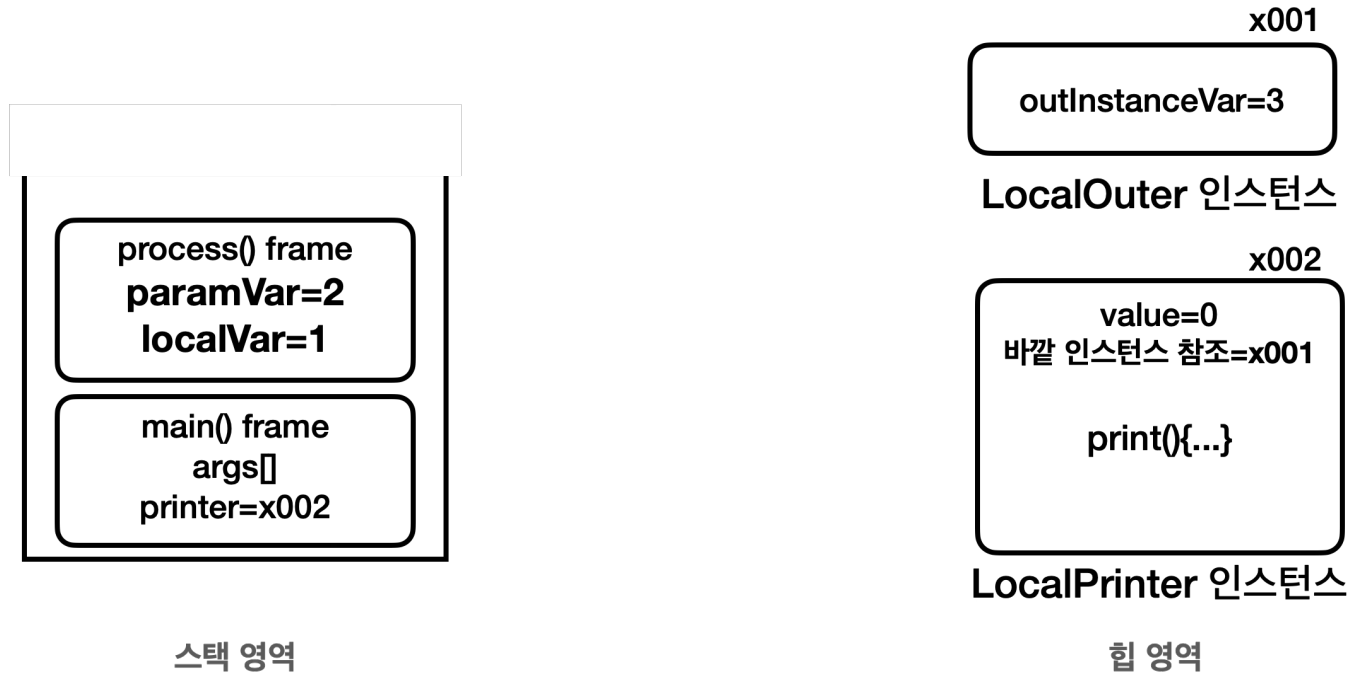 process() frame
paramVar=2
localVar=1
main() frame
args[]
printer=x002
스택 영역
x001
outInstanceVar=3
LocalOuter 인스턴스
x002
value=0
바깥 인스턴스 참조=x001
print(){...}
LocalPrinter 인스턴스
힙 영역